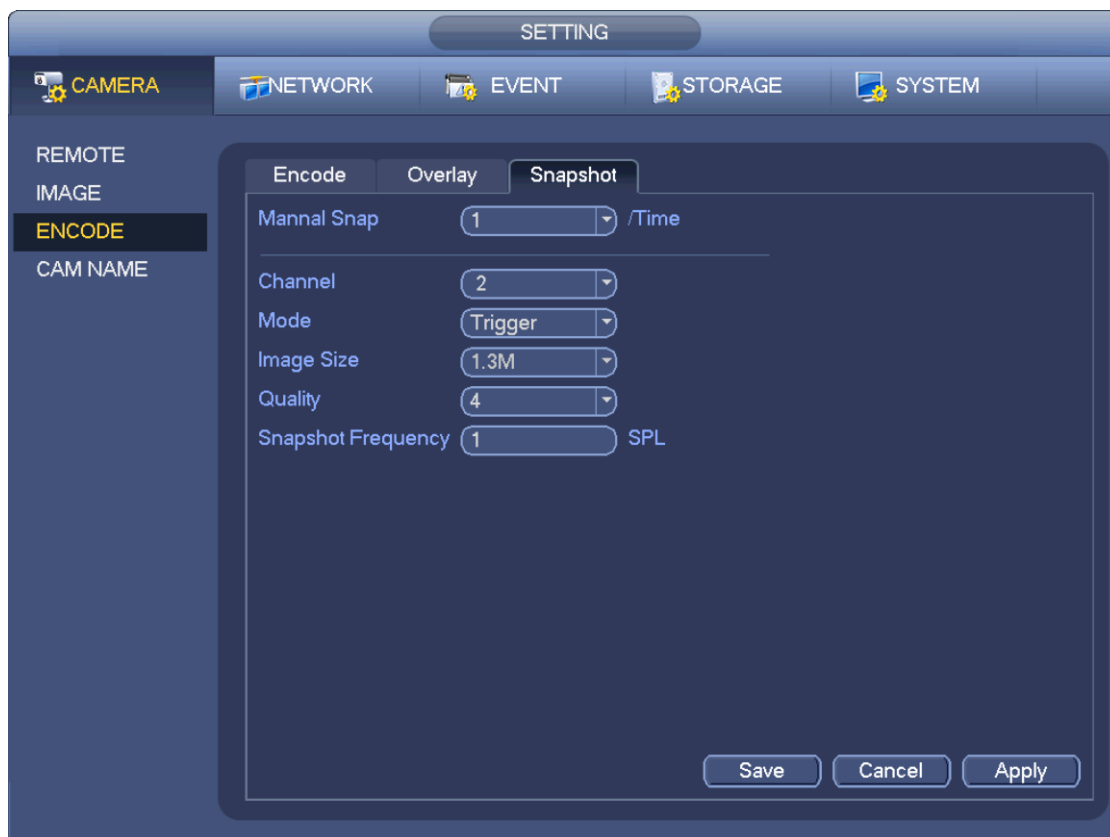 SETTING
CAMERA NETWORK EVENT STORAGE SYSTEM
REMOTE
IMAGE
ENCODE
CAM NAME
Encode Overlay Snapshot
Mannal Snap 1 /Time
Channel 2
Mode Trigger
Image Size 1.3M
Quality 4
Snapshot Frequency 1 SPL
Save Cancel Apply